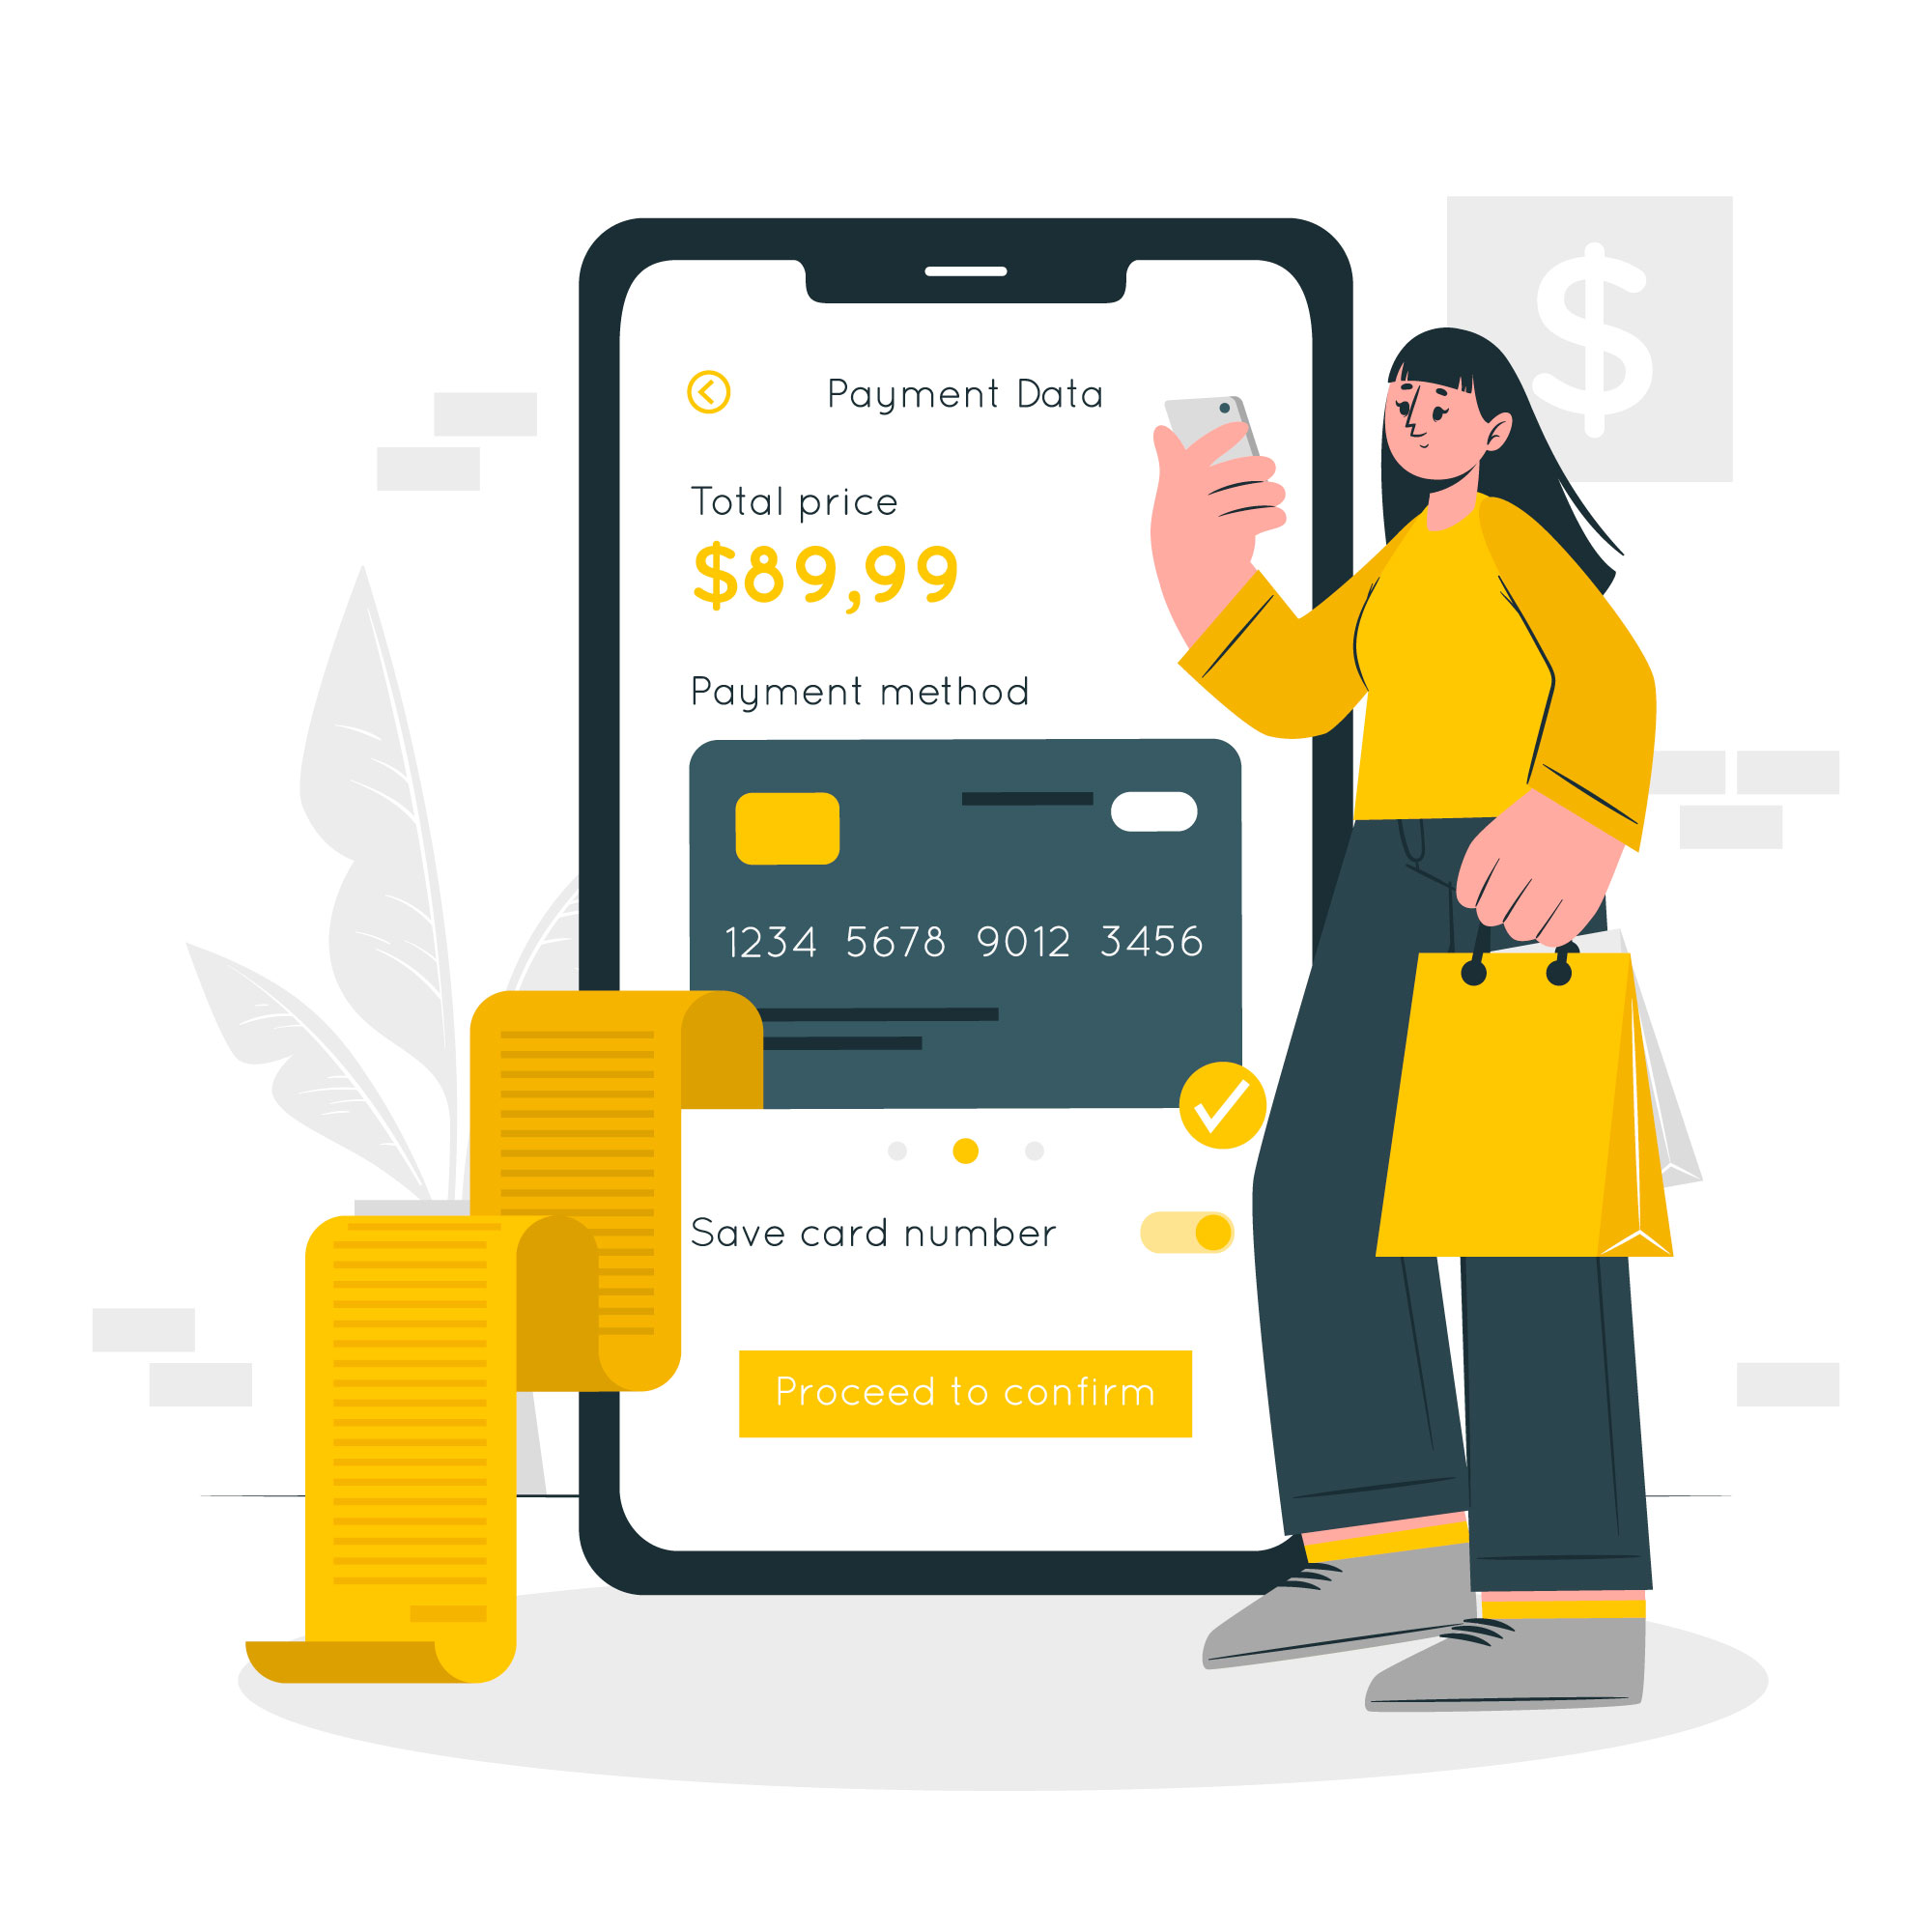 Payment Data
Total price
$89,99
Payment method
1234 5678 9012 3456
Save card number
Proceed to confirm
$